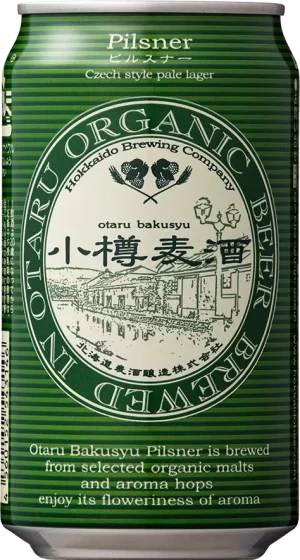 Pilsner
ピルスナー
Czech style pale lager
OTARU ORGANIC BEER BREWED IN
Hokkaido Brewing Company
otaru bakusyu
小樽麦酒
北海道麦酒醸造株式会社
Otaru Bakusyu Pilsner is brewed
from selected organic malts
and aroma hops
enjoy its floweriness of aroma